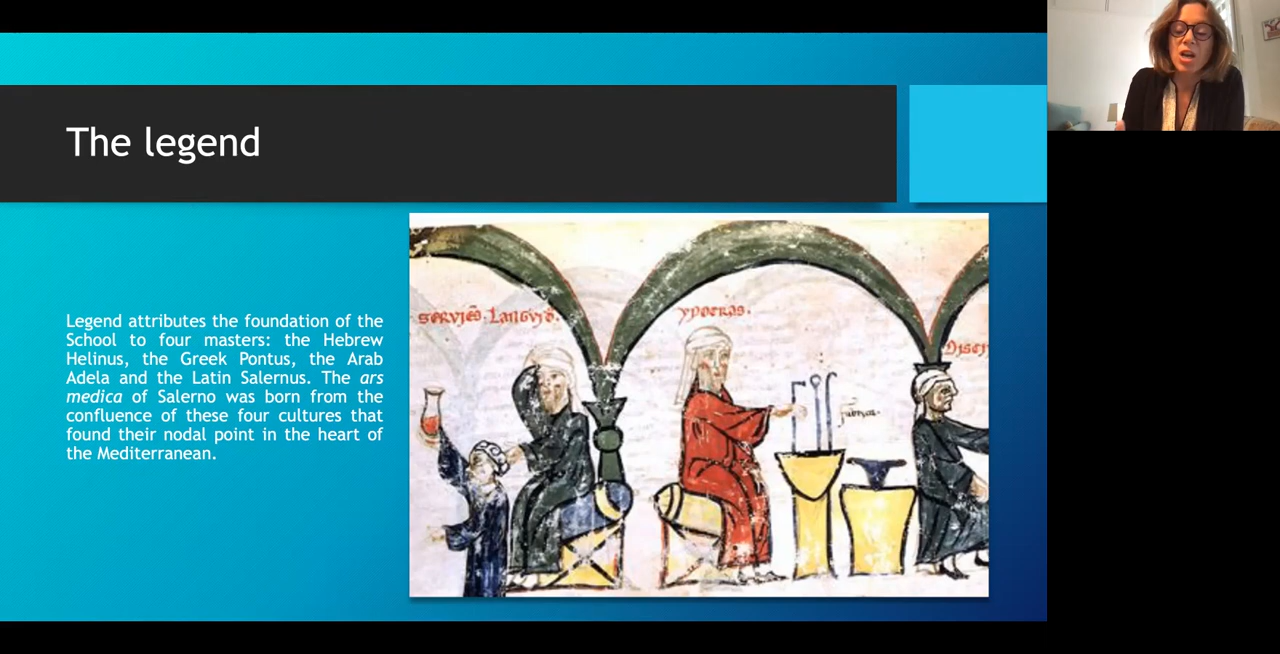 The legend
Legend attributes the foundation of the
School to four masters: the Hebrew
Helinus, the Greek Pontus, the Arab
Adela and the Latin Salernus. The ars
medica of Salerno was born from the
confluence of these four cultures that
found their nodal point in the heart of
the Mediterranean.
ypocras.